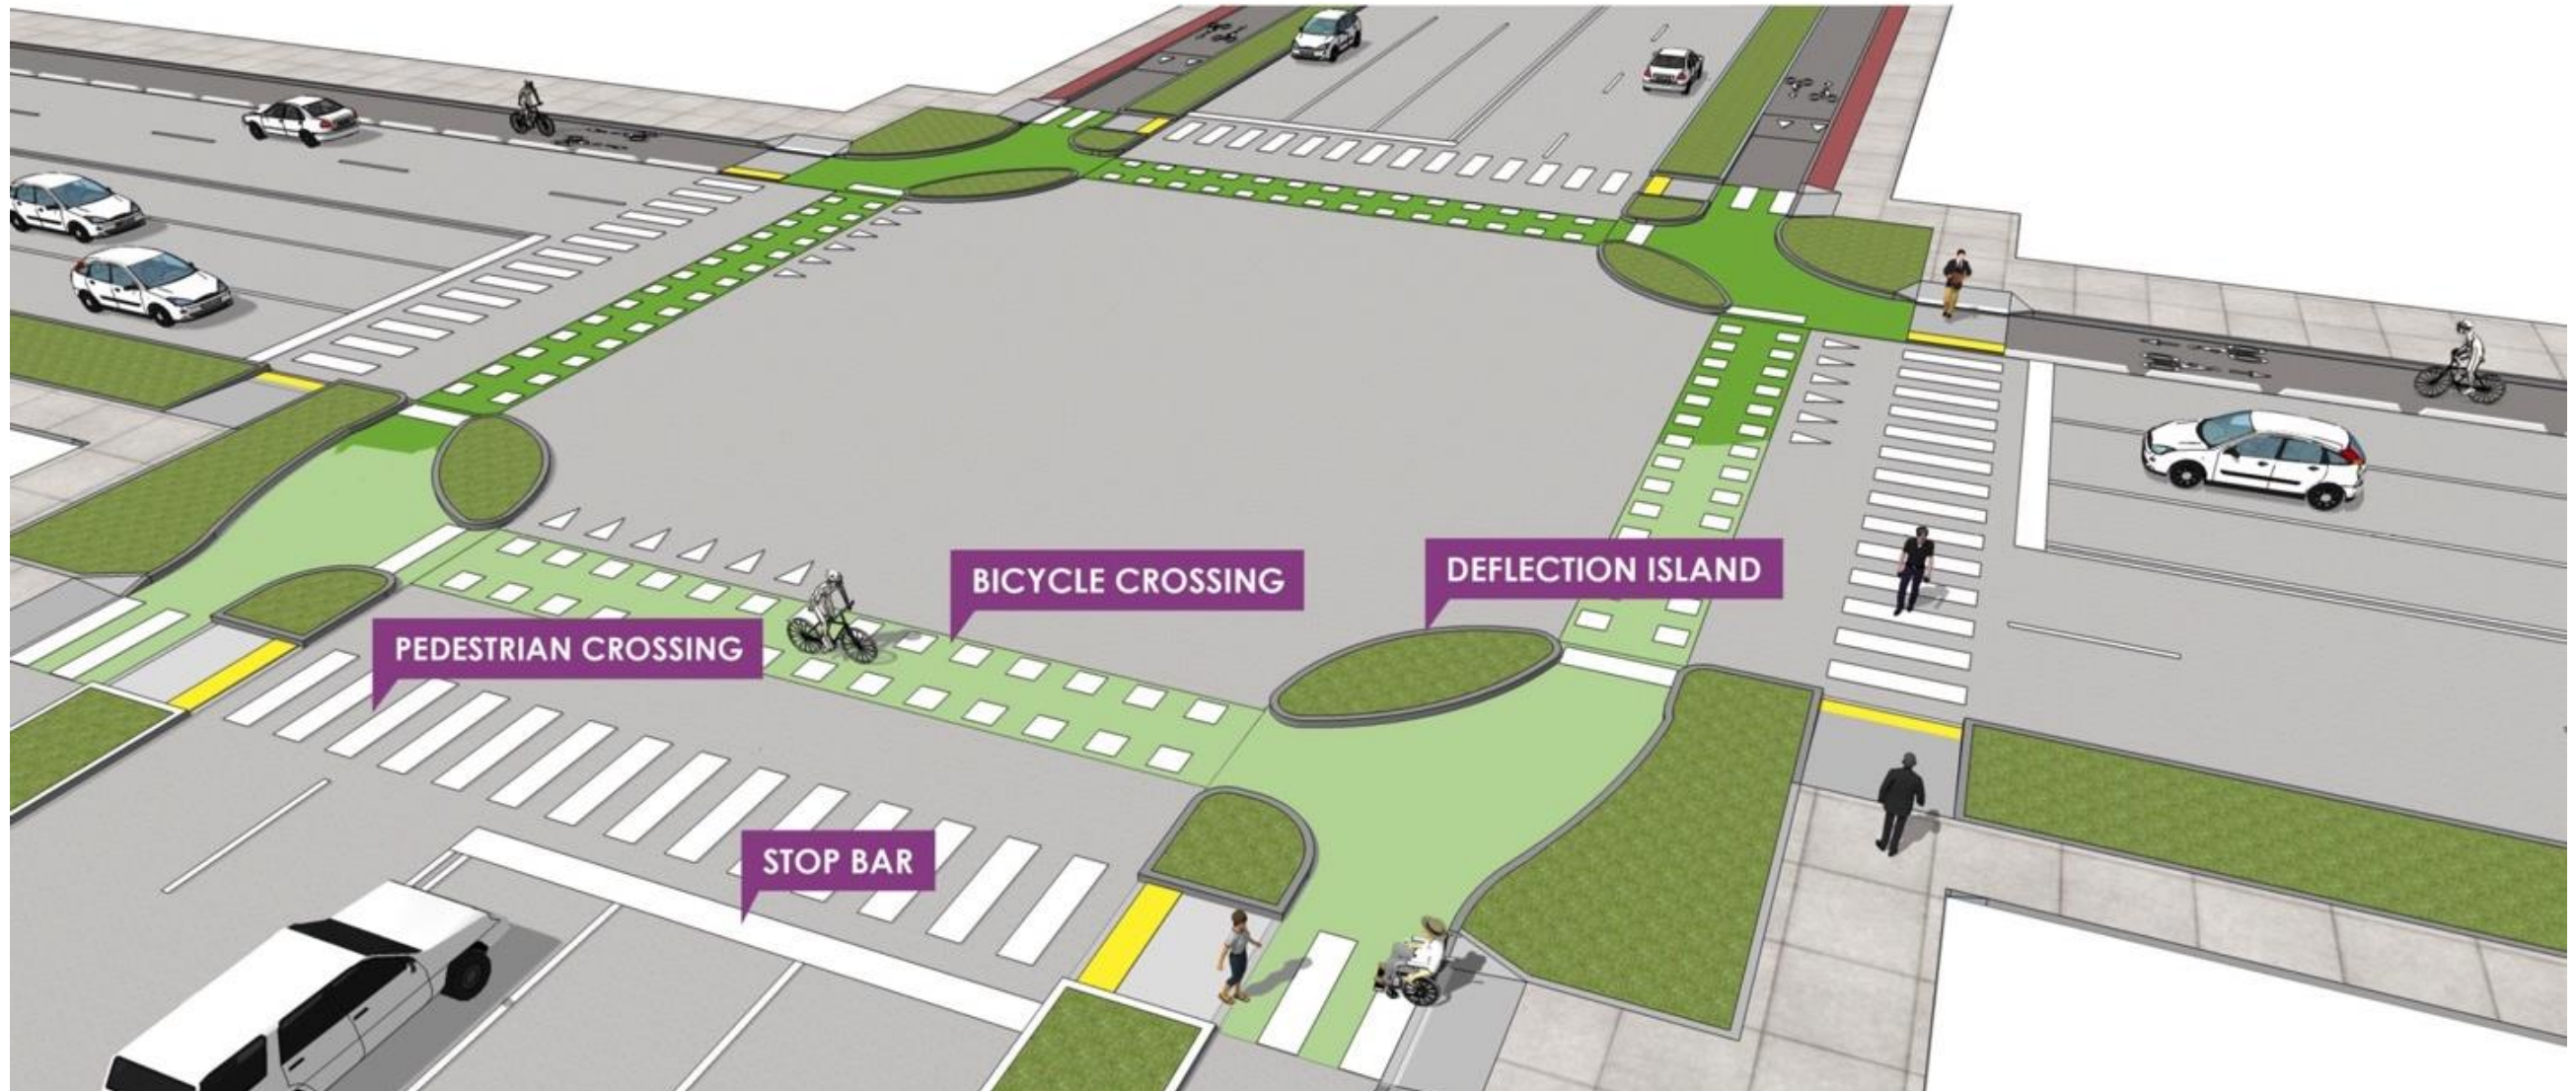 BICYCLE CROSSING
DEFLECTION ISLAND
PEDESTRIAN CROSSING
STOP BAR